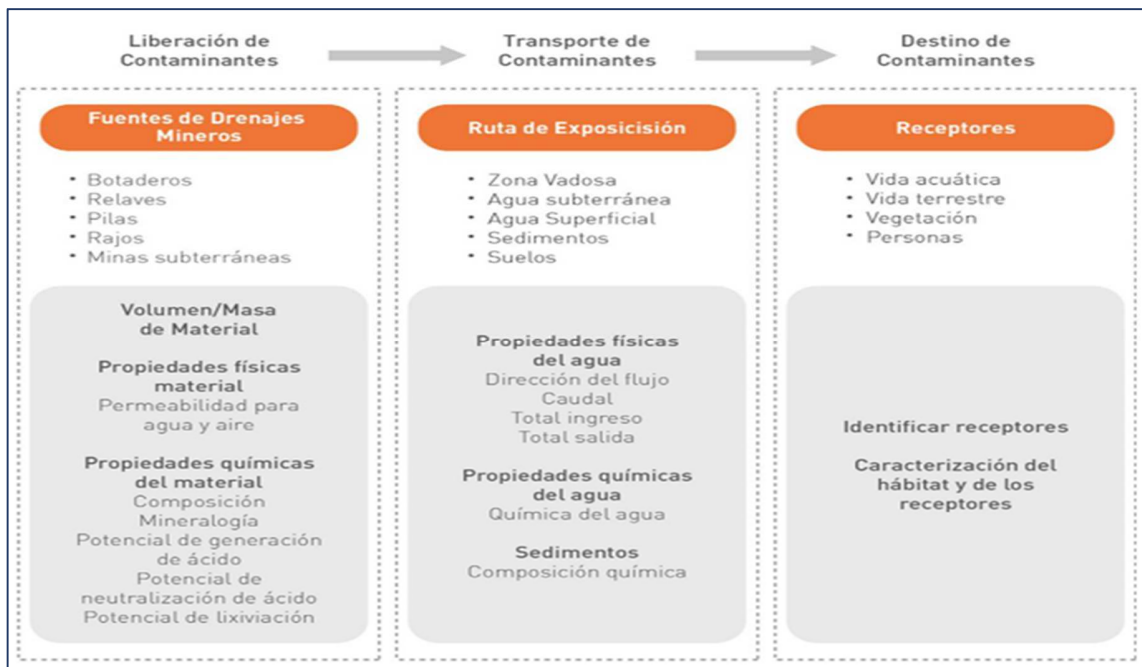 Liberación de
Contaminantes
Transporte de
Contaminantes
Destino de
Contaminantes
Fuentes de Drenajes
Mineros
• Botaderos
• Relaves
• Pilas
• Rajos
• Minas subterráneas
Volumen/Masa
de Material
Propiedades físicas
material
Permeabilidad para
agua y aire
Propiedades químicas
del material
Composición
Mineralogía
Potencial de generación
de ácido
Potencial de
neutralización de ácido
Potencial de lixiviación
Ruta de Exposicisión
• Zona Vadosa
• Agua subterránea
• Agua Superficial
• Sedimentos
• Suelos
Propiedades físicas
del agua
Dirección del flujo
Caudal
Total ingreso
Total salida
Propiedades químicas
del agua
Química del agua
Sedimentos
Composición química
Receptores
• Vida acuática
• Vida terrestre
• Vegetación
• Personas
Identificar receptores
Caracterización del
hábitat y de los
receptores